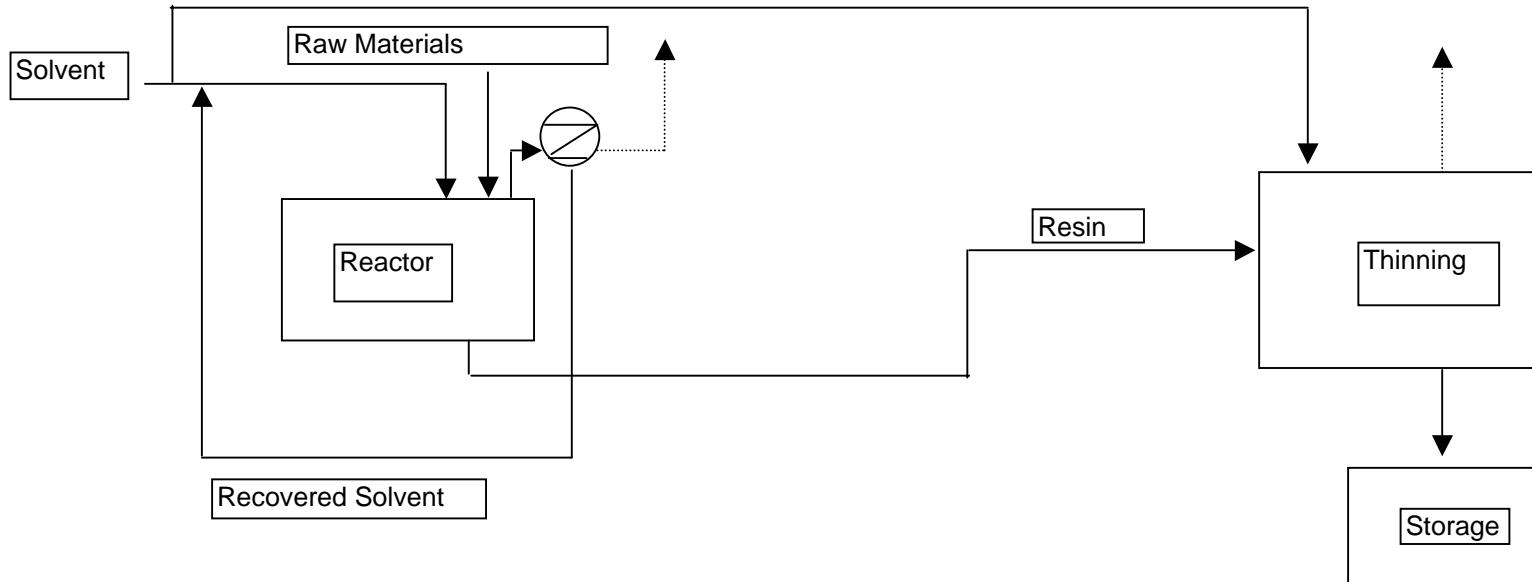 Raw Materials
Solvent
Resin
Reactor
Thinning
Recovered Solvent
Storage